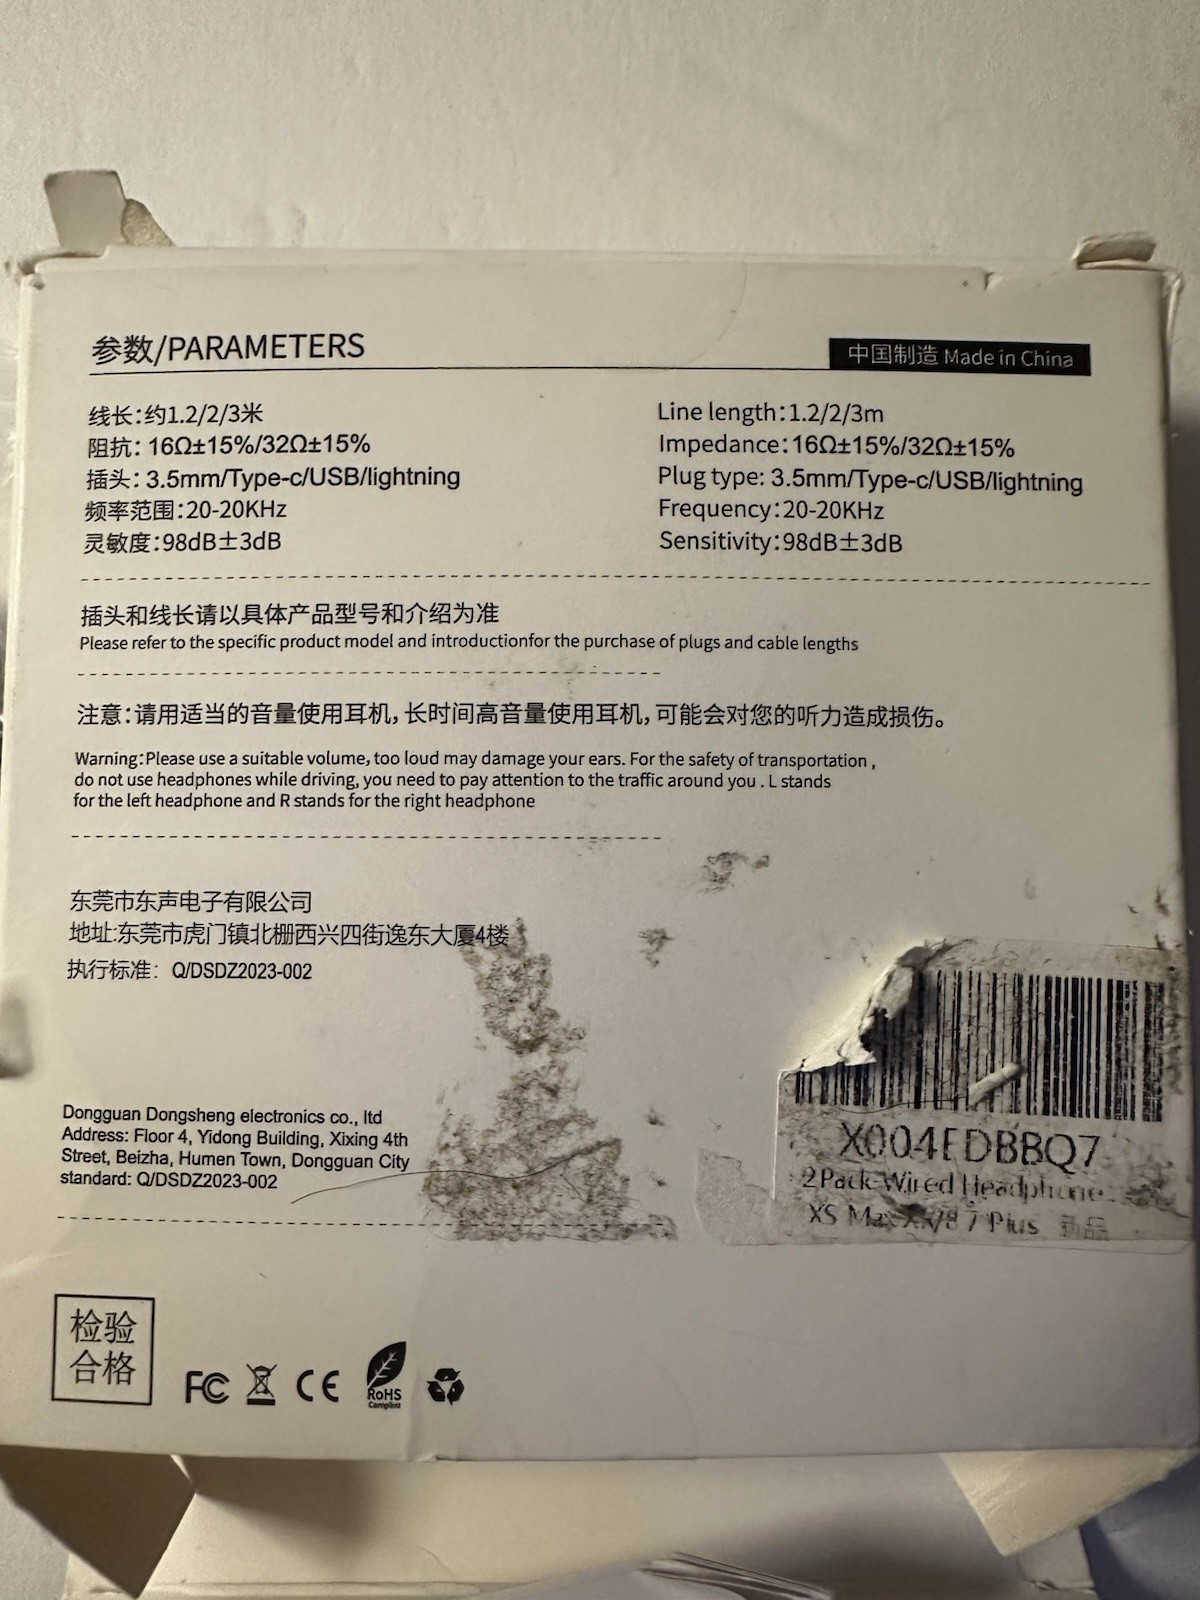 参数/PARAMETERS
中国制造 Made in China
线长:约1.2/2/3米
阻抗: 16Ω±15%/32Ω±15%
插头: 3.5mm/Type-c/USB/lightning
频率范围:20-20KHz
灵敏度:98dB±3dB
Line length:1.2/2/3m
Impedance:16Ω±15%/32Ω±15%
Plug type: 3.5mm/Type-c/USB/lightning
Frequency:20-20KHz
Sensitivity:98dB±3dB
插头和线长请以具体产品型号和介绍为准
Please refer to the specific product model and introductionfor the purchase of plugs and cable lengths
注意:请用适当的音量使用耳机,长时间高音量使用耳机,可能会对您的听力造成损伤。
Warning:Please use a suitable volume, too loud may damage your ears. For the safety of transportation ,
do not use headphones while driving, you need to pay attention to the traffic around you . L stands
for the left headphone and R stands for the right headphone
东莞市东声电子有限公司
地址:东莞市虎门镇北栅西兴四街逸东大厦4楼
执行标准: Q/DSDZ2023-002
Dongguan Dongsheng electronics co., ltd
Address: Floor 4, Yidong Building, Xixing 4th
Street, Beizha, Humen Town, Dongguan City
standard: Q/DSDZ2023-002
X004EDBBQ7
2Pack-Wired Headphone
XS Max 7 Plus 新品
检验
合格
FC CE
RoHS
Compliant